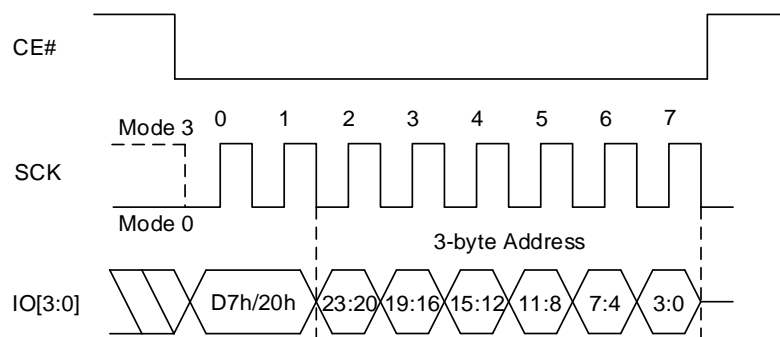 CE#
Mode 3
0 1 2 3 4 5 6 7
SCK
Mode 0
3-byte Address
IO[3:0]
D7h/20h 23:20 19:16 15:12 11:8 7:4 3:0